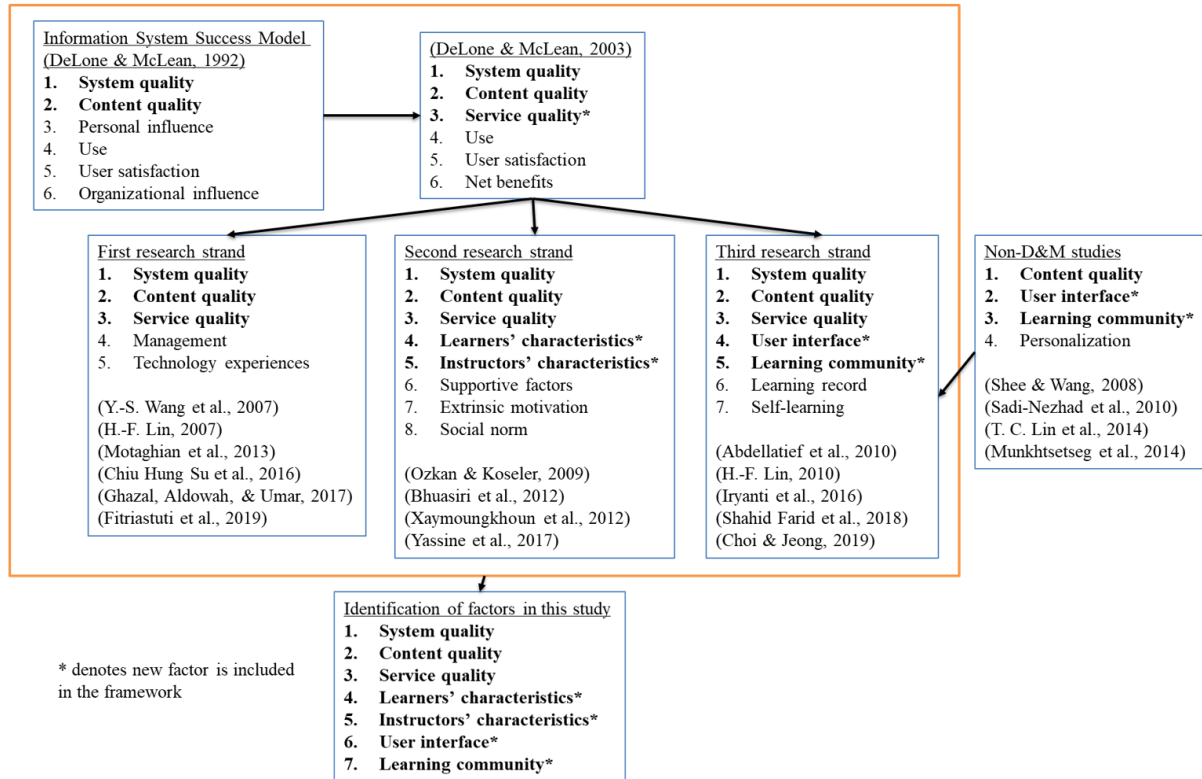 Information System Success Model
(DeLone & McLean, 1992)
1. System quality
2. Content quality
3. Personal influence
4. Use
5. User satisfaction
6. Organizational influence
(DeLone & McLean, 2003)
1. System quality
2. Content quality
3. Service quality*
4. Use
5. User satisfaction
6. Net benefits
First research strand
1. System quality
2. Content quality
3. Service quality
4. Management
5. Technology experiences
(Y.-S. Wang et al., 2007)
(H.-F. Lin, 2007)
(Motaghian et al., 2013)
(Chiu Hung Su et al., 2016)
(Ghazal, Aldowah, & Umar, 2017)
(Fitriastuti et al., 2019)
Second research strand
1. System quality
2. Content quality
3. Service quality
4. Learners’ characteristics*
5. Instructors’ characteristics*
6. Supportive factors
7. Extrinsic motivation
8. Social norm
(Ozkan & Koseler, 2009)
(Bhuasiri et al., 2012)
(Xaymoungkhoun et al., 2012)
(Yassine et al., 2017)
Third research strand
1. System quality
2. Content quality
3. Service quality
4. User interface*
5. Learning community*
6. Learning record
7. Self-learning
(Abdellatief et al., 2010)
(H.-F. Lin, 2010)
(Iryanti et al., 2016)
(Shahid Farid et al., 2018)
(Choi & Jeong, 2019)
Non-D&M studies
1. Content quality
2. User interface*
3. Learning community*
4. Personalization
(Shee & Wang, 2008)
(Sadi-Nezhad et al., 2010)
(T. C. Lin et al., 2014)
(Munkhtsetseg et al., 2014)
Identification of factors in this study
1. System quality
2. Content quality
3. Service quality
4. Learners’ characteristics*
5. Instructors’ characteristics*
6. User interface*
7. Learning community*
* denotes new factor is included
in the framework